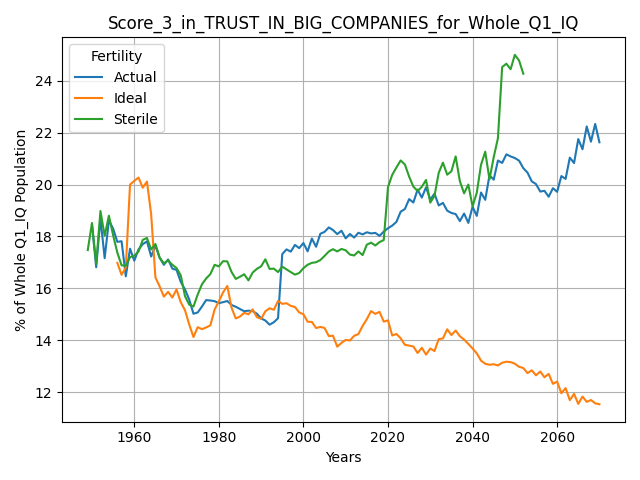 Score_3_in_TRUST_IN_BIG_COMPANIES_for_Whole_Q1_IQ
Fertility
Actual
Ideal
Sterile
% of Whole Q1_IQ Population
24
22
20
18
16
14
12
1960
1980
2000
2020
2040
2060
Years